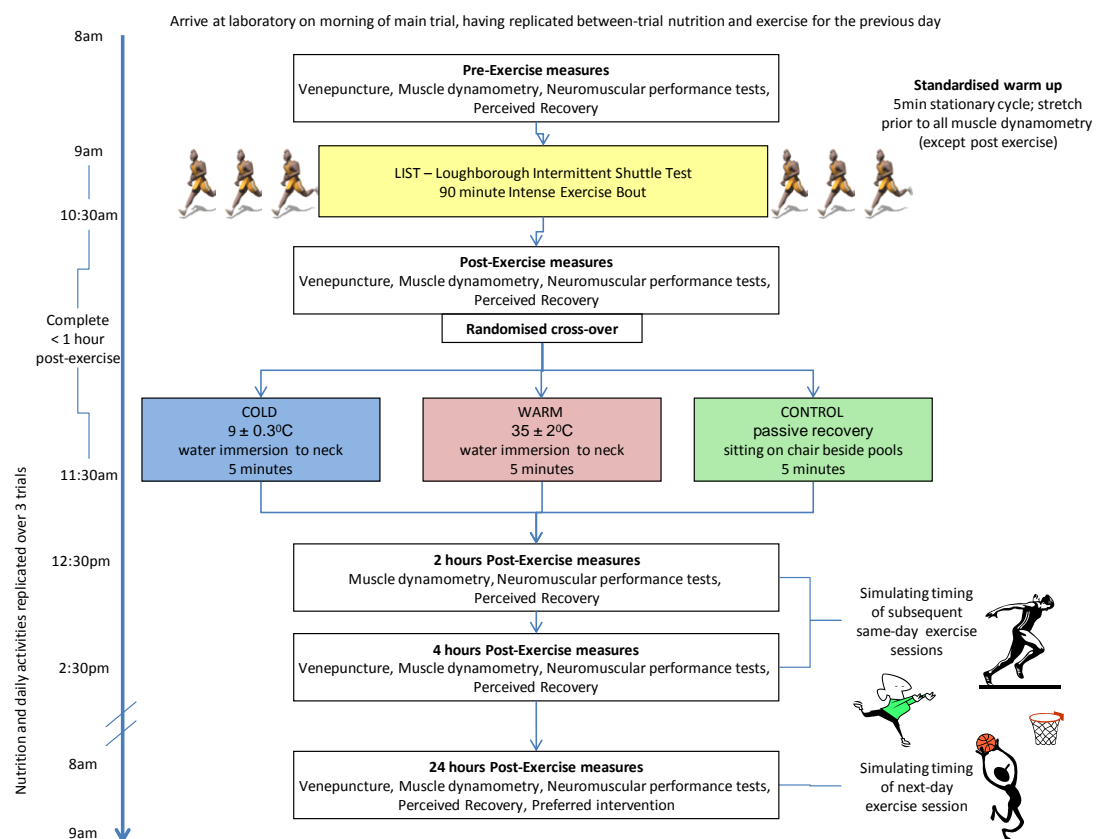 Arrive at laboratory on morning of main trial, having replicated between-trial nutrition and exercise for the previous day
8am
Pre-Exercise measures
Venepuncture, Muscle dynamometry, Neuromuscular performance tests,
Perceived Recovery
Standardised warm up
5min stationary cycle; stretch
prior to all muscle dynamometry
(except post exercise)
9am
LIST – Loughborough Intermittent Shuttle Test
90 minute Intense Exercise Bout
10:30am
Post-Exercise measures
Venepuncture, Muscle dynamometry, Neuromuscular performance tests,
Perceived Recovery
Randomised cross-over
Complete
< 1 hour
post-exercise
COLD
9 ± 0.3⁰C
water immersion to neck
5 minutes
WARM
35 ± 2⁰C
water immersion to neck
5 minutes
CONTROL
passive recovery
sitting on chair beside pools
5 minutes
11:30am
Nutrition and daily activities replicated over 3 trials
12:30pm
2 hours Post-Exercise measures
Muscle dynamometry, Neuromuscular performance tests,
Perceived Recovery
Simulating timing
of subsequent
same-day exercise
sessions
2:30pm
4 hours Post-Exercise measures
Venepuncture, Muscle dynamometry, Neuromuscular performance tests,
Perceived Recovery
8am
24 hours Post-Exercise measures
Venepuncture, Muscle dynamometry, Neuromuscular performance tests,
Perceived Recovery, Preferred intervention
Simulating timing
of next-day
exercise session
9am